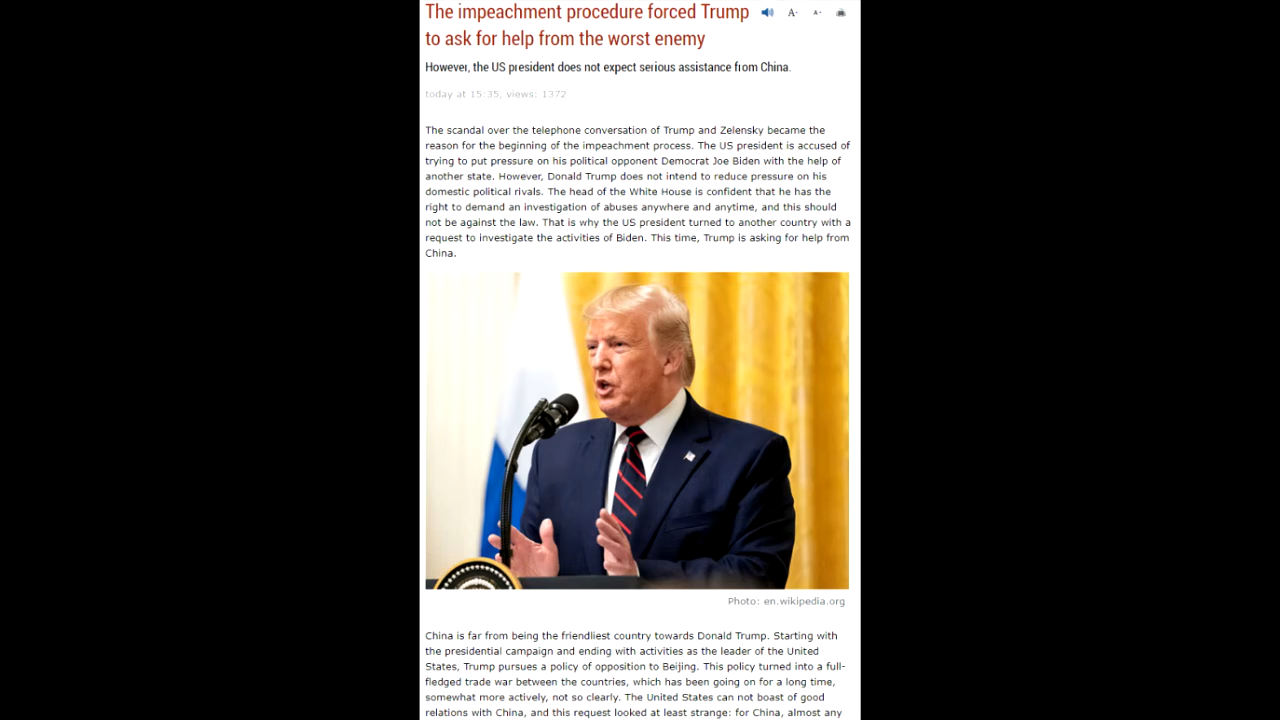 The impeachment procedure forced Trump
to ask for help from the worst enemy
A+
A-
However, the US president does not expect serious assistance from China.
today at 15:35, views: 1372
The scandal over the telephone conversation of Trump and Zelensky became the
reason for the beginning of the impeachment process. The US president is accused of
trying to put pressure on his political opponent Democrat Joe Biden with the help of
another state. However, Donald Trump does not intend to reduce pressure on his
domestic political rivals. The head of the White House is confident that he has the
right to demand an investigation of abuses anywhere and anytime, and this should
not be against the law. That is why the US president turned to another country with a
request to investigate the activities of Biden. This time, Trump is asking for help from
China.
Photo: en.wikipedia.org
China is far from being the friendliest country towards Donald Trump. Starting with
the presidential campaign and ending with activities as the leader of the United
States, Trump pursues a policy of opposition to Beijing. This policy turned into a full-
fledged trade war between the countries, which has been going on for a long time,
somewhat more actively, not so clearly. The United States can not boast of good
relations with China, and this request looked at least strange: for China, almost any